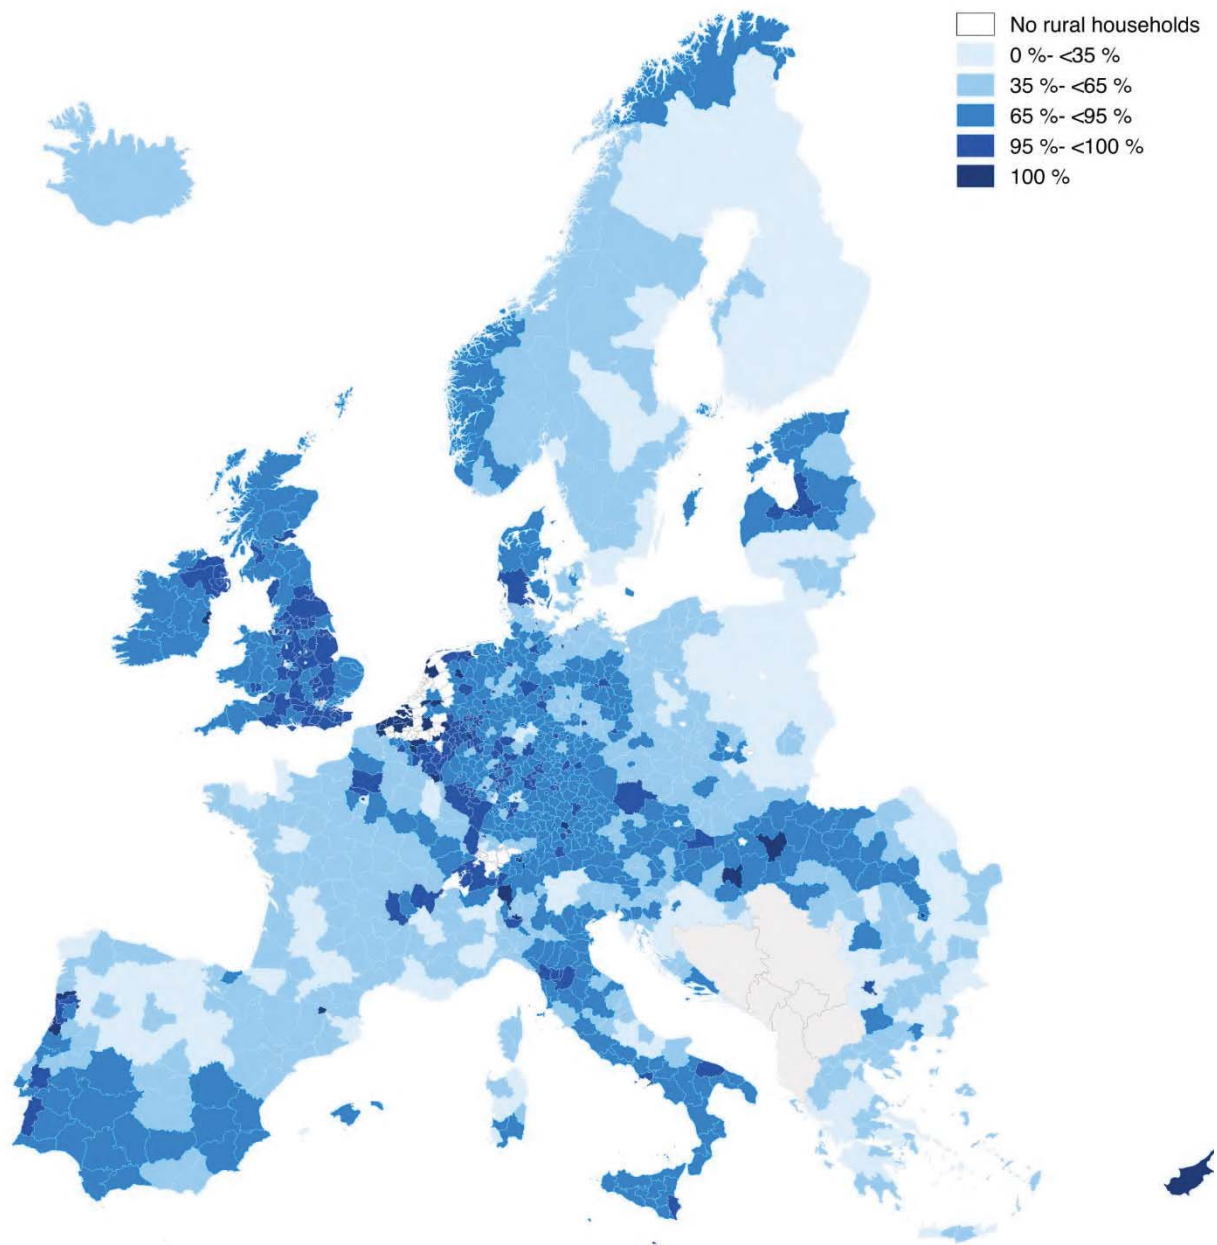 No rural households
0 %- <35 %
35 %- <65 %
65 %- <95 %
95 %- <100 %
100 %